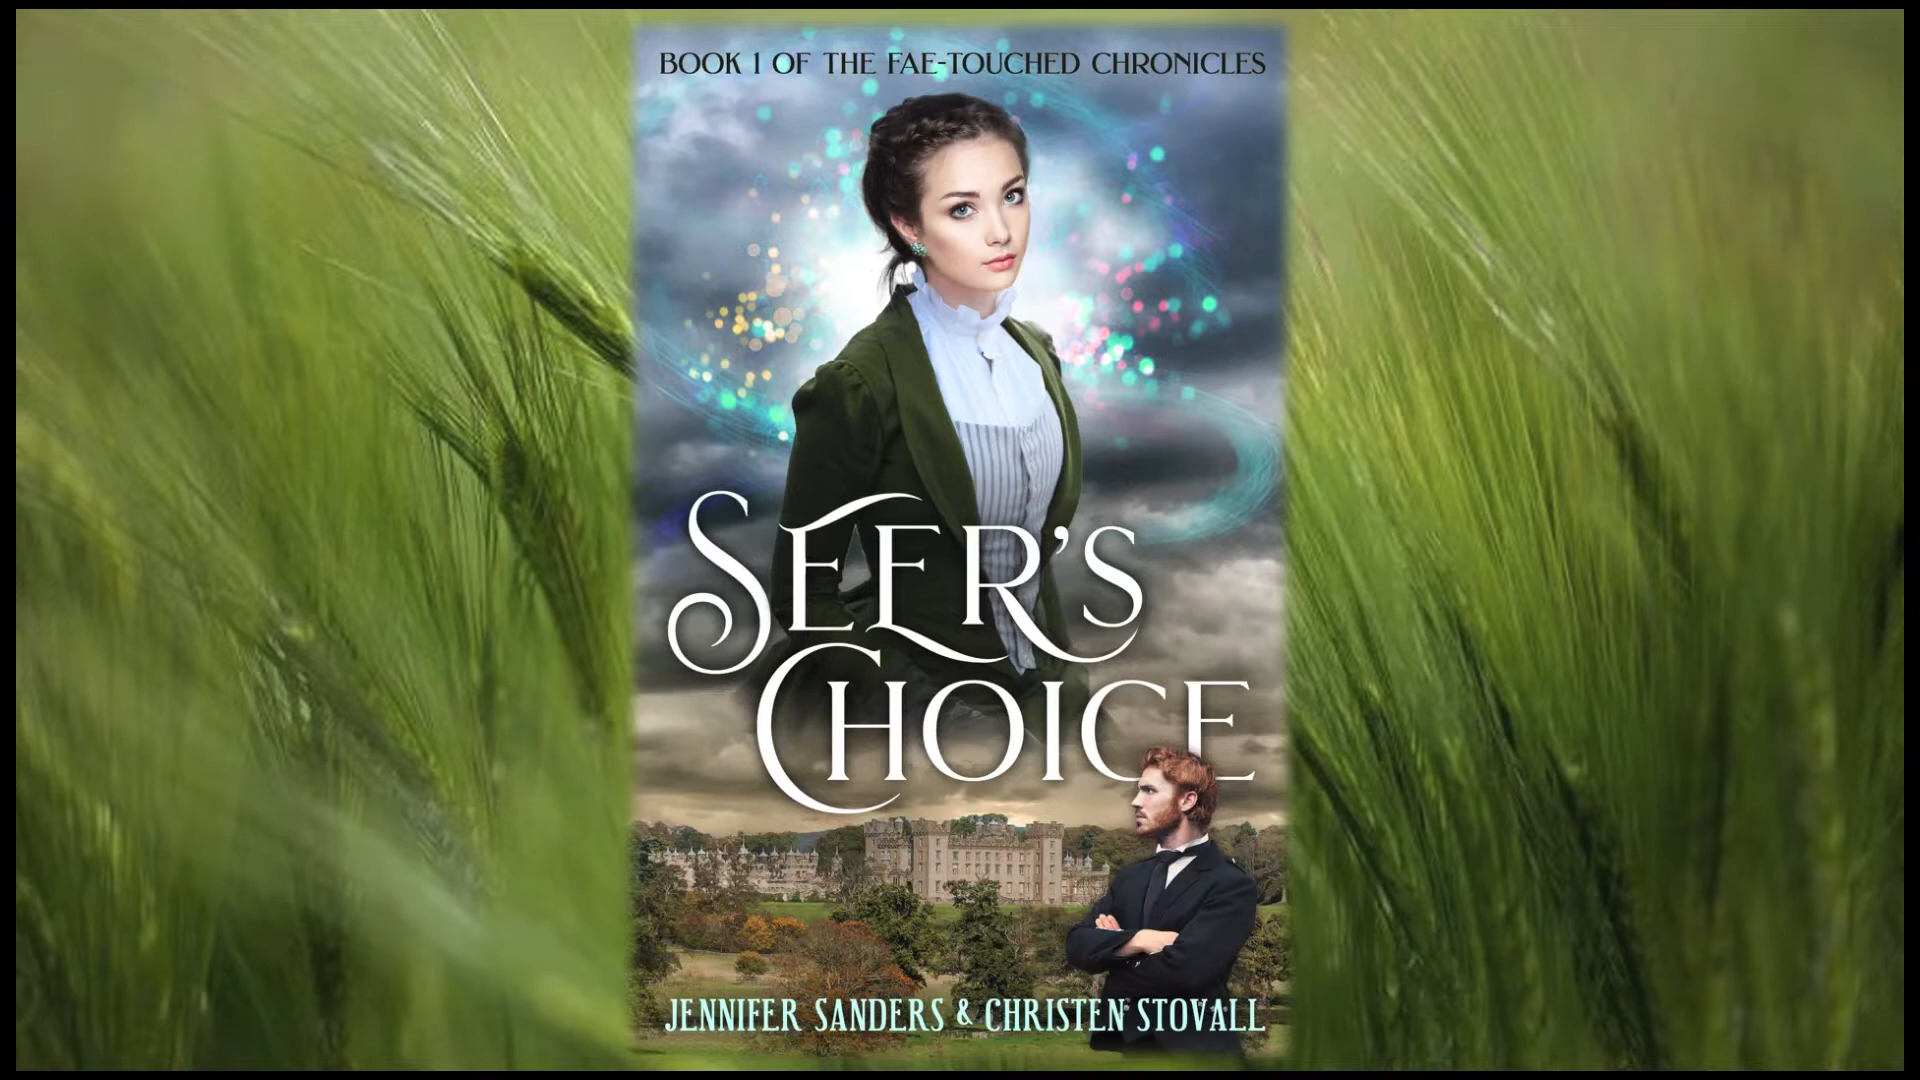 BOOK 1 OF THE FAE-TOUCHED CHRONICLES
SEER'S
CHOICE
JENNIFER SANDERS & CHRISTEN STOVALL